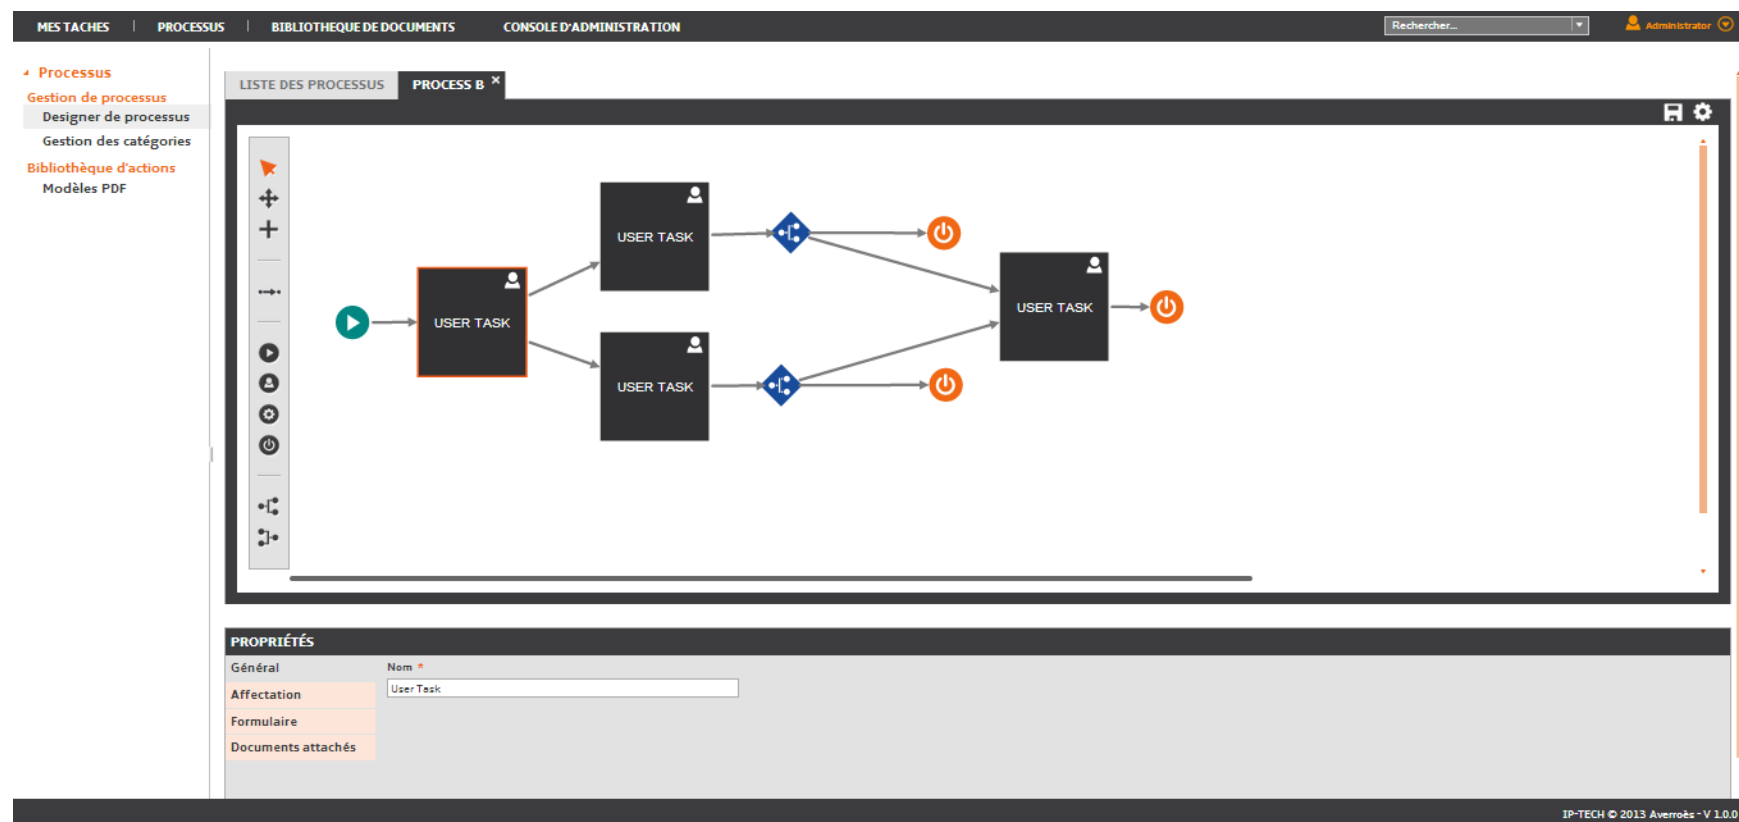 MES TACHES PROCESSUS BIBLIOTHEQUE DE DOCUMENTS CONSOLE D'ADMINISTRATION Rechercher... Administrator
Processus
Gestion de processus
Designer de processus
Gestion des catégories
Bibliothèque d'actions
Modèles PDF
LISTE DES PROCESSUS PROCESS B
USER TASK
USER TASK
USER TASK
USER TASK
PROPRIÉTÉS
Général
Affectation
Formulaire
Documents attachés
Nom *
User Task
IP-TECH © 2013 Averroès - V 1.0.0